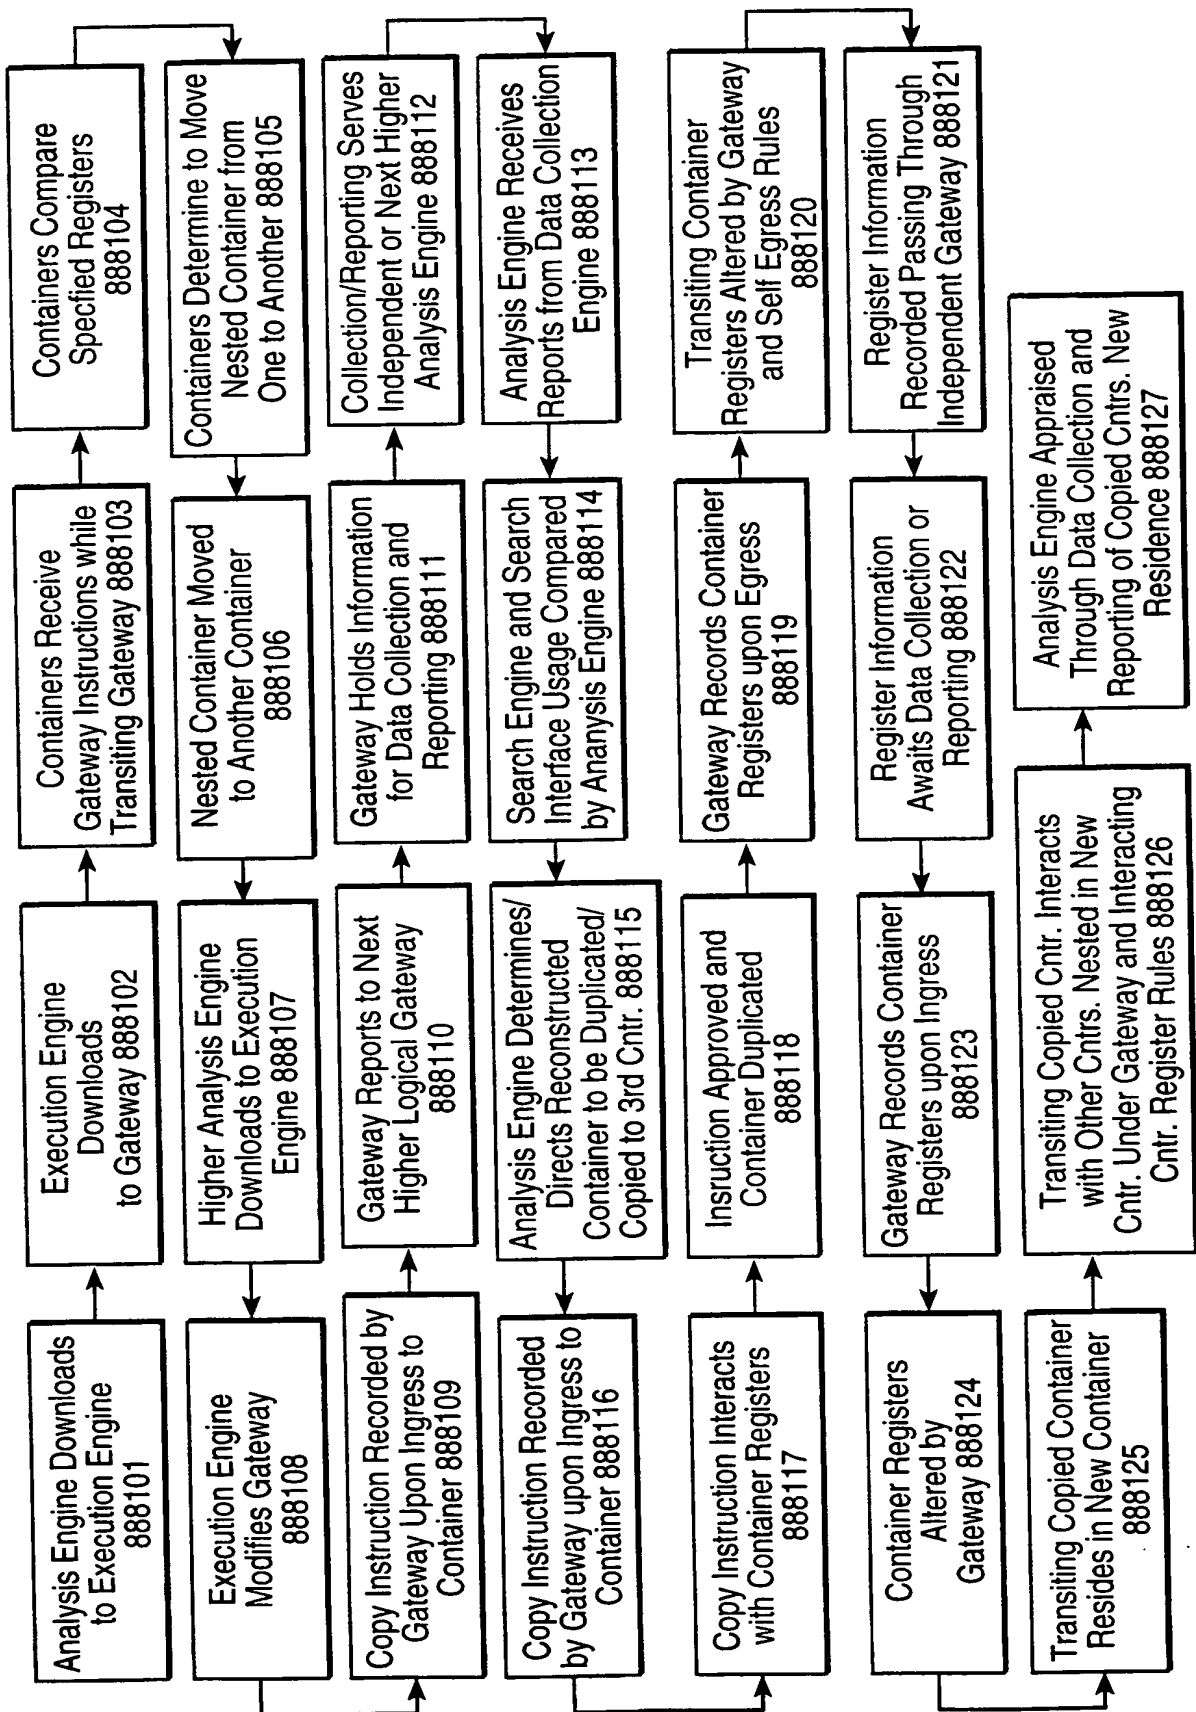 Analysis Engine Downloads
to Execution Engine
888101
Execution Engine
Downloads
to Gateway 888102
Containers Receive
Gateway Instructions while
Transiting Gateway 888103
Containers Compare
Specfied Registers
888104
Containers Determine to Move
Nested Container from
One to Another 888105
Nested Container Moved
to Another Container
888106
Higher Analysis Engine
Downloads to Execution
Engine 888107
Execution Engine
Modifies Gateway
888108
Copy Instruction Recorded by
Gateway Upon Ingress to
Container 888109
Gateway Reports to Next
Higher Logical Gateway
888110
Gateway Holds Information
for Data Collection and
Reporting 888111
Collection/Reporting Serves
Independent or Next Higher
Analysis Engine 888112
Analysis Engine Receives
Reports from Data Collection
Engine 888113
Search Engine and Search
Interface Usage Compared
by Ananysis Engine 888114
Analysis Engine Determines/
Directs Reconstructed
Container to be Duplicated/
Copied to 3rd Cntr. 888115
Copy Instruction Recorded
by Gateway upon Ingress to
Container 888116
Copy Instruction Interacts
with Container Registers
888117
Insruction Approved and
Container Duplicated
888118
Gateway Records Container
Registers upon Egress
888119
Transiting Container
Registers Altered by Gateway
and Self Egress Rules
888120
Register Information
Recorded Passing Through
Independent Gateway 888121
Register Information
Awaits Data Collection or
Reporting 888122
Gateway Records Container
Registers upon Ingress
888123
Container Registers
Altered by
Gateway 888124
Transiting Copied Container
Resides in New Container
888125
Transiting Copied Cntr. Interacts
with Other Cntrs. Nested in New
Cntr. Under Gateway and Interacting
Cntr. Register Rules 888126
Analysis Engine Appraised
Through Data Collection and
Reporting of Copied Cntrs. New
Residence 888127